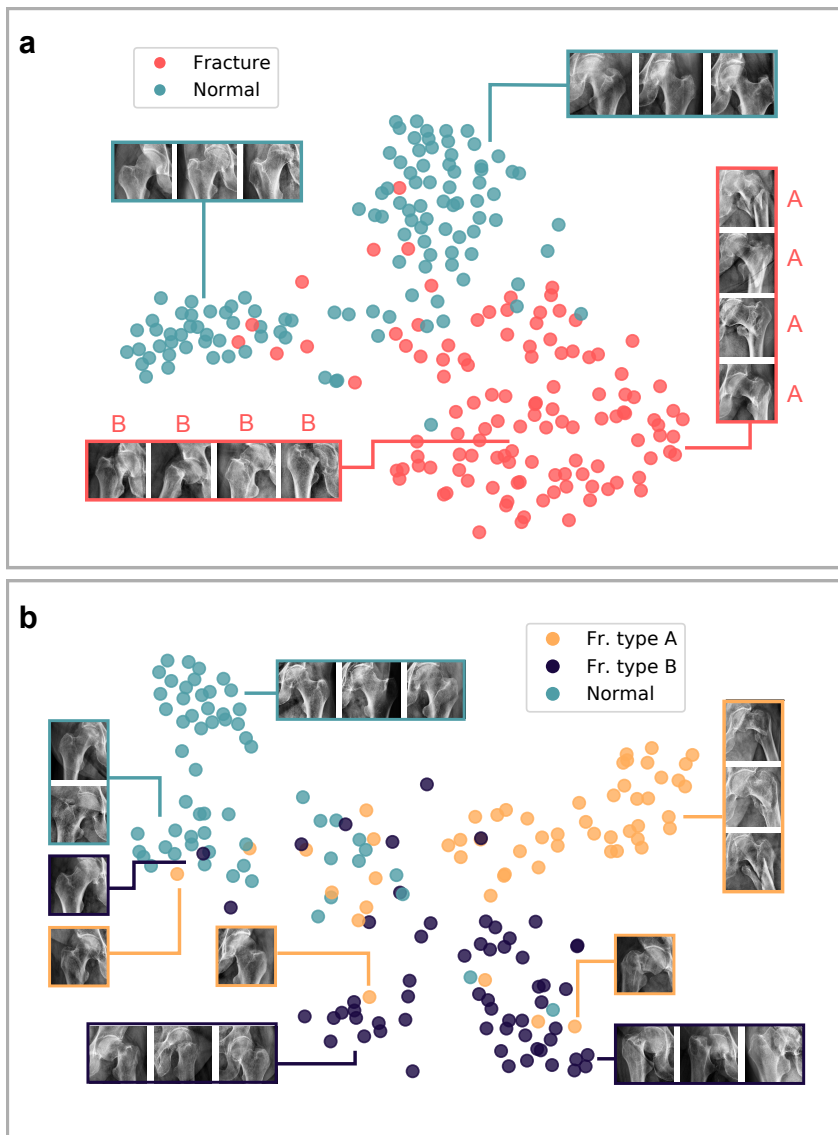 a
Fracture
Normal
A
A
A
A
B B B B
b
Fr. type A
Fr. type B
Normal